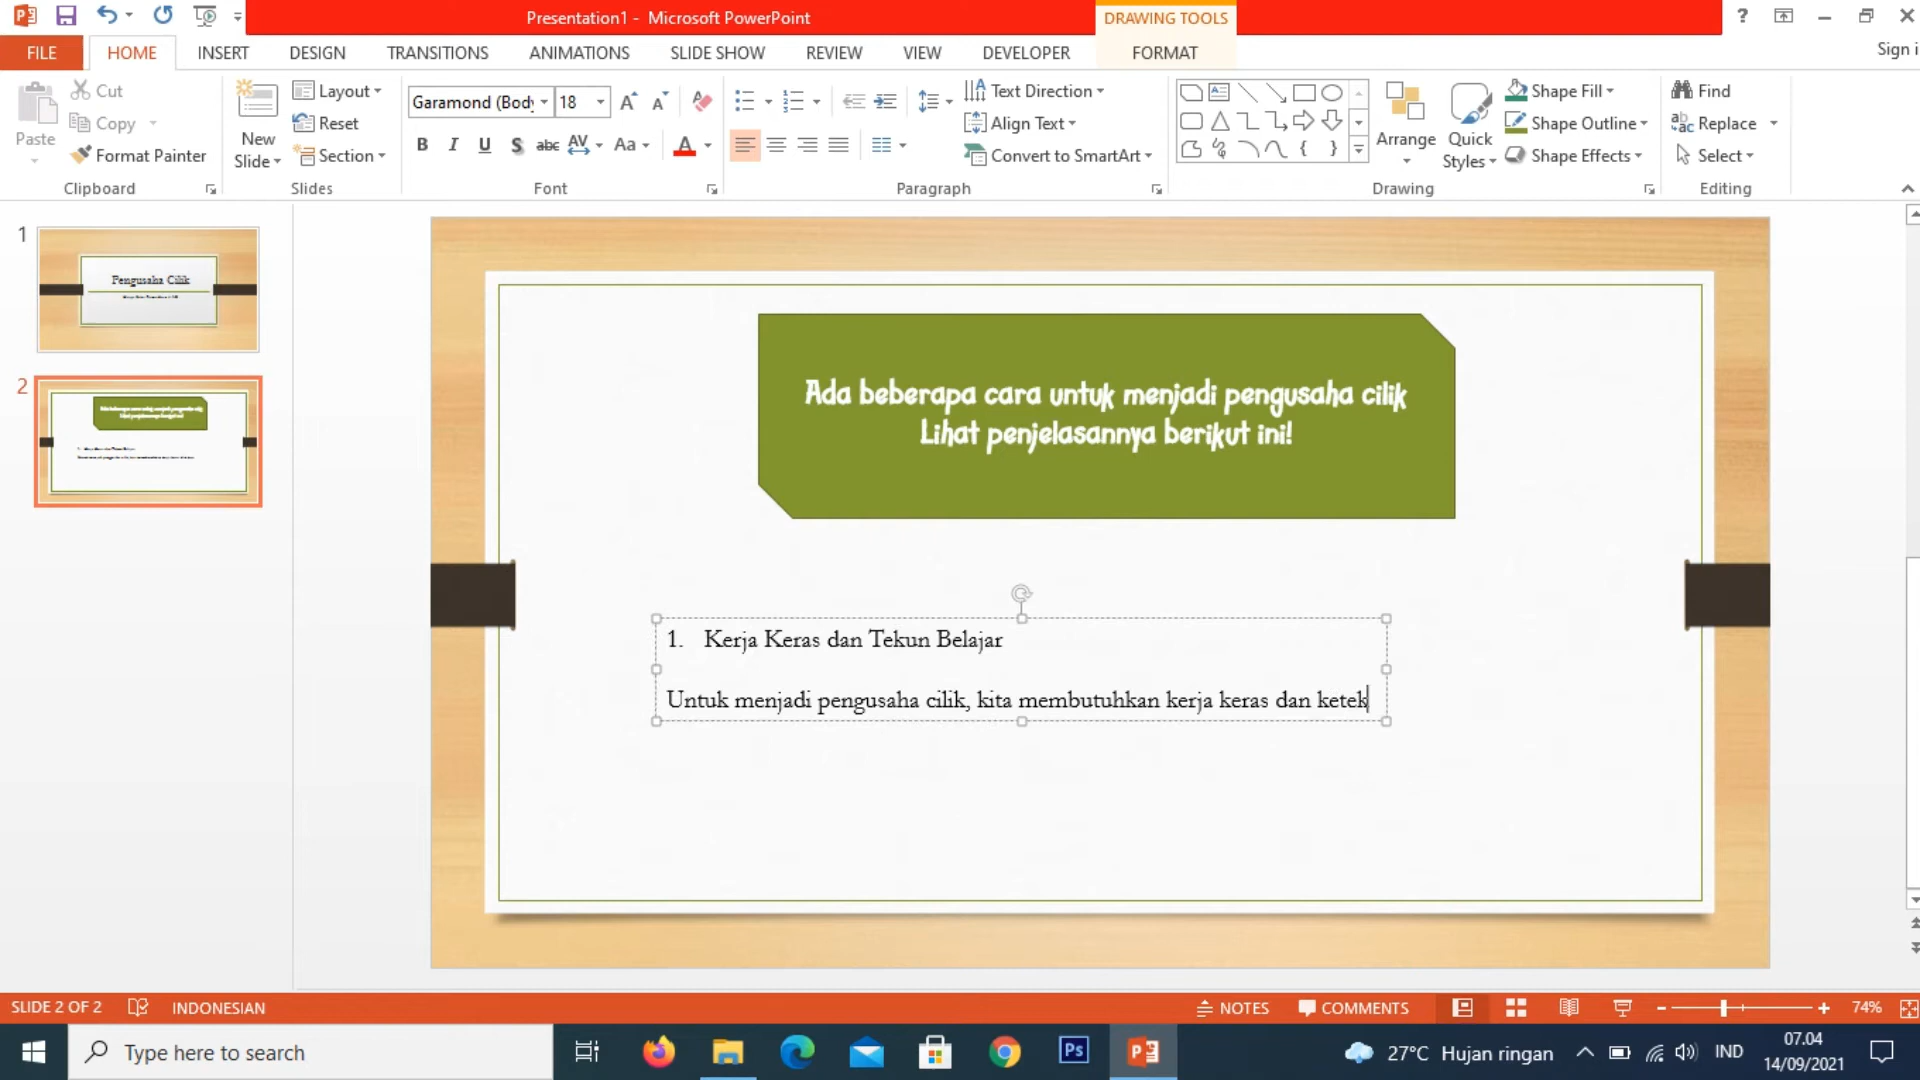 Presentation1 - Microsoft PowerPoint
DRAWING TOOLS
FILE
HOME
INSERT
DESIGN
TRANSITIONS
ANIMATIONS
SLIDE SHOW
REVIEW
VIEW
DEVELOPER
FORMAT
Sign i
Paste
Cut
Copy
Format Painter
Clipboard
New Slide
Layout
Reset
Section
Slides
Garamond (Body
18
Font
Text Direction
Align Text
Convert to SmartArt
Paragraph
Arrange
Quick Styles
Shape Fill
Shape Outline
Shape Effects
Drawing
Find
Replace
Select
Editing
1
Pengusaha Cilik
2
Ada beberapa cara untuk menjadi pengusaha cilik
Lihat penjelasannya berikut ini!
1. Kerja Keras dan Tekun Belajar
Untuk menjadi pengusaha cilik, kita membutuhkan kerja keras dan ketek
SLIDE 2 OF 2
INDONESIAN
NOTES
COMMENTS
74%
Type here to search
Ps
27°C Hujan ringan
IND
07.04
14/09/2021